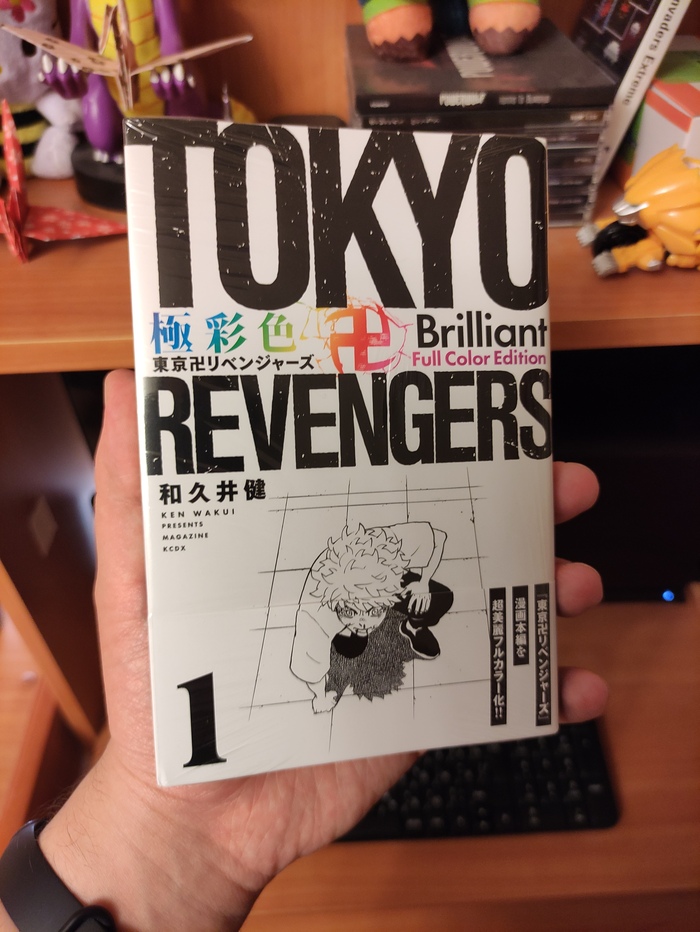 TOKYO
極彩色
卍
Brilliant
Full Color Edition
東京卍リベンジャーズ
REVENGERS
和久井健
KEN WAKUI
PRESENTS
MAGAZINE
KCDX
『東京卍リベンジャーズ』
漫画本編を
超美麗フルカラー化!!
1
Invaders Extreme